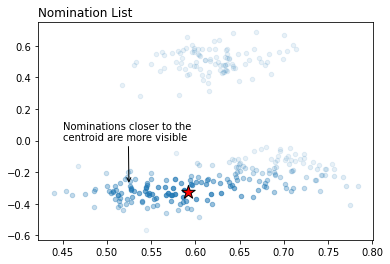 Nomination List
0.6
0.4
0.2
0.0
−0.2
−0.4
−0.6
Nominations closer to the
centroid are more visible
0.45 0.50 0.55 0.60 0.65 0.70 0.75 0.80